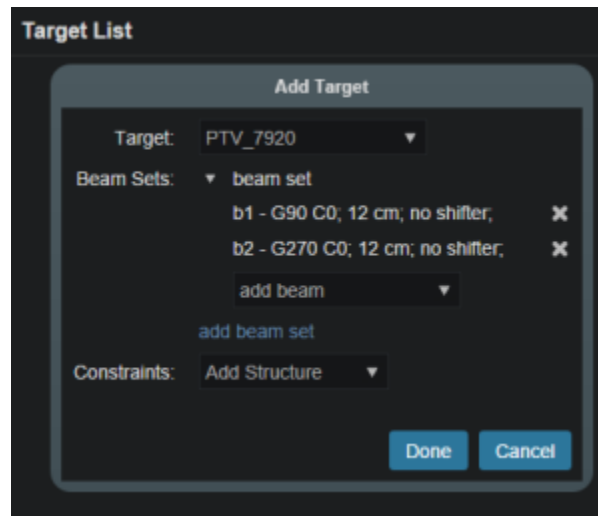 Target List
Add Target
Target: PTV_7920
Beam Sets: beam set
b1 - G90 C0; 12 cm; no shifter;
b2 - G270 C0; 12 cm; no shifter;
add beam
add beam set
Constraints: Add Structure
Done Cancel